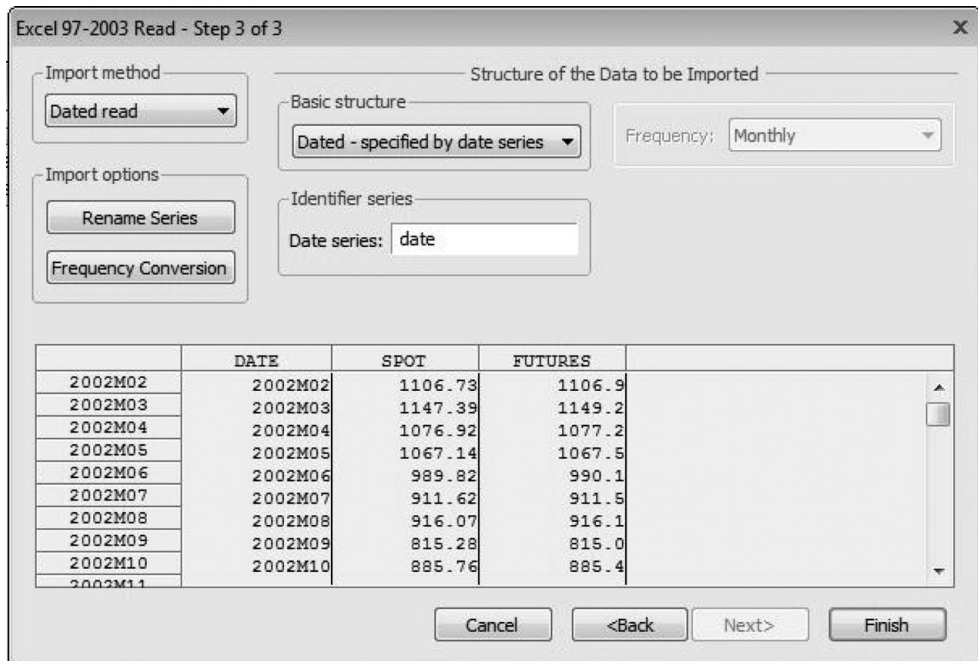 Excel 97-2003 Read - Step 3 of 3
x
Import method
Dated read
Structure of the Data to be Imported
Basic structure
Dated - specified by date series
Frequency: Monthly
Import options
Rename Series
Frequency Conversion
Identifier series
Date series: date
DATE SPOT FUTURES
2002M02 2002M02 1106.73 1106.9
2002M03 2002M03 1147.39 1149.2
2002M04 2002M04 1076.92 1077.2
2002M05 2002M05 1067.14 1067.5
2002M06 2002M06 989.82 990.1
2002M07 2002M07 911.62 911.5
2002M08 2002M08 916.07 916.1
2002M09 2002M09 815.28 815.0
2002M10 2002M10 885.76 885.4
2002M11
Cancel <Back Next> Finish